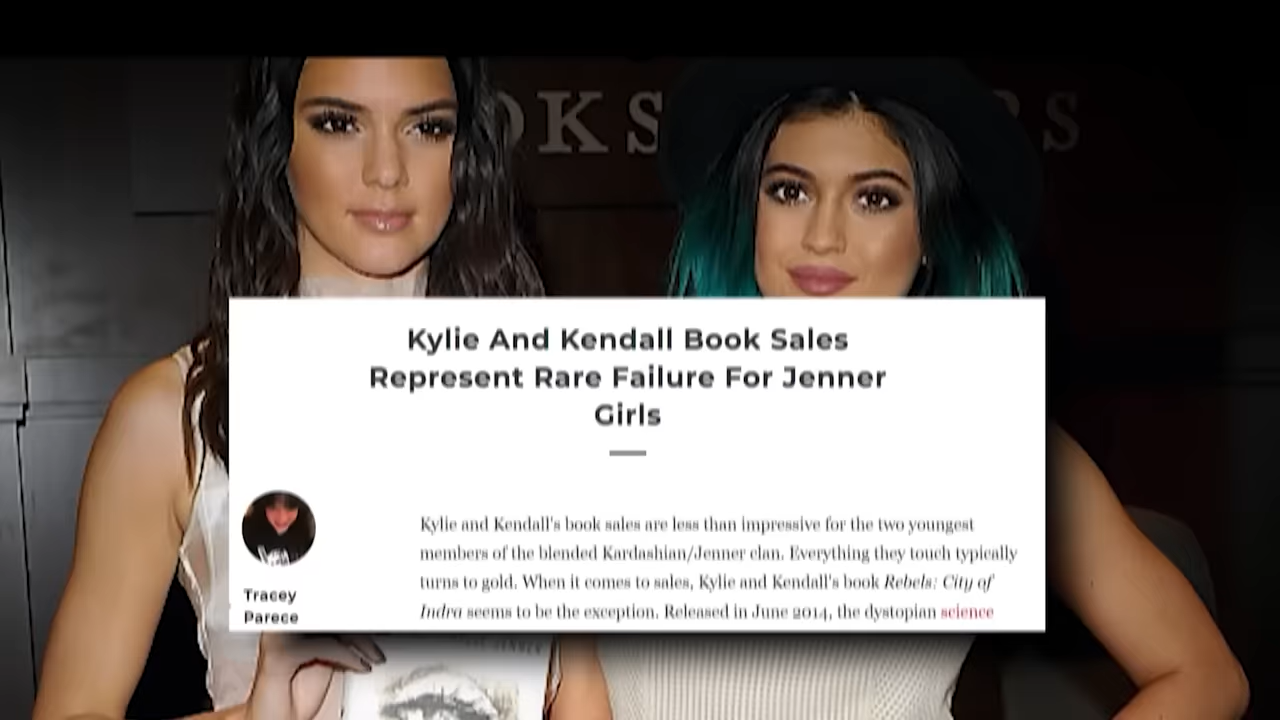 OKS
RS
Kylie And Kendall Book Sales
Represent Rare Failure For Jenner
Girls
Kylie and Kendall's book sales are less than impressive for the two youngest
members of the blended Kardashian/Jenner clan. Everything they touch typically
turns to gold. When it comes to sales, Kylie and Kendall's book Rebels: City of
Indra seems to be the exception. Released in June 2014, the dystopian science
Tracey
Parece
JENNER